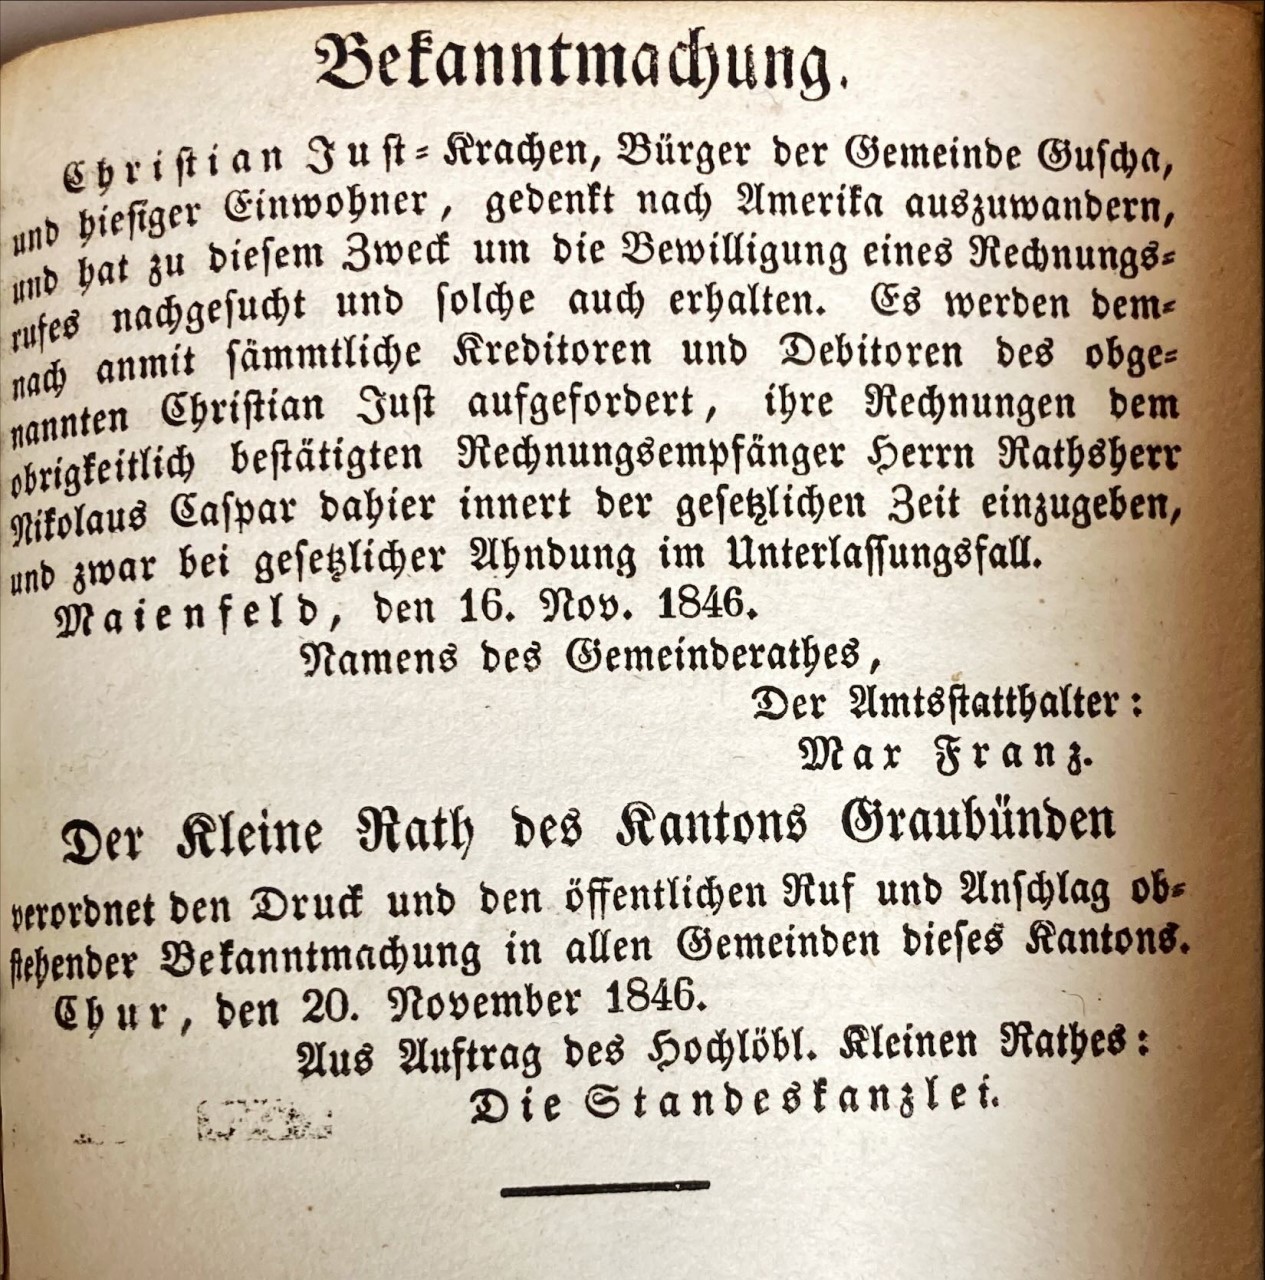 Bekanntmachung.
Christian Just-Krachen, Bürger der Gemeinde Guscha,
und hiesiger Einwohner, gedenkt nach Amerika auszuwandern,
und hat zu diesem Zweck um die Bewilligung eines Rechnungs-
rufes nachgesucht und solche auch erhalten. Es werden dem-
nach anmit sämmtliche Kreditoren und Debitoren des obge-
nannten Christian Just aufgefordert, ihre Rechnungen dem
obrigkeitlich bestätigten Rechnungsempfänger Herrn Rathsherr
Nikolaus Caspar dahier innert der gesetzlichen Zeit einzugeben,
und zwar bei gesetzlicher Ahndung im Unterlassungsfall.
Maienfeld, den 16. Nov. 1846.
Namens des Gemeinderathes,
Der Amtsstatthalter:
Max Franz.
Der Kleine Rath des Kantons Graubünden
verordnet den Druck und den öffentlichen Ruf und Anschlag ob-
stehender Bekanntmachung in allen Gemeinden dieses Kantons.
Chur, den 20. November 1846.
Aus Auftrag des Hochlöbl. Kleinen Rathes:
Die Standeskanzlei.